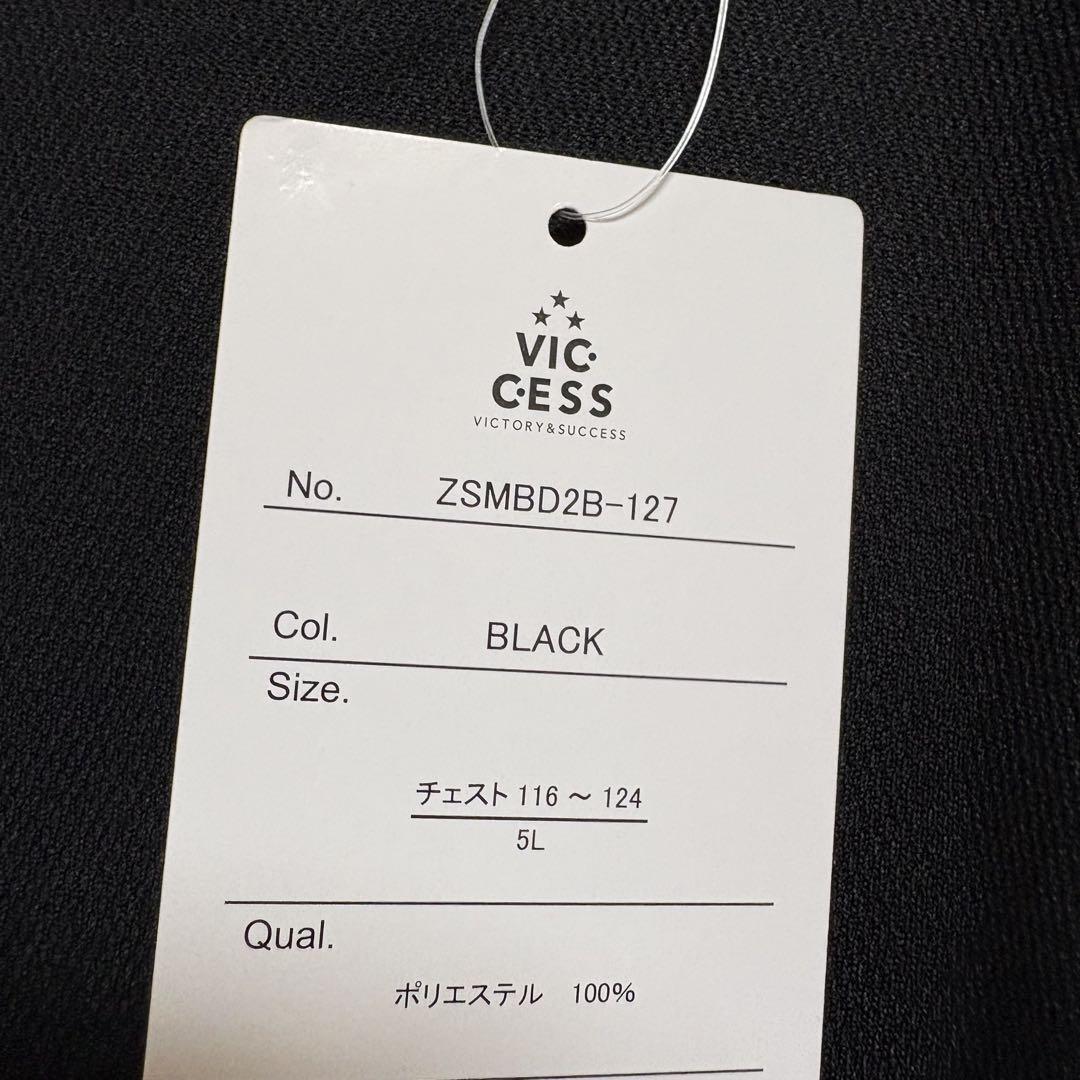 VIC
CESS
VICTORY&SUCCESS
No. ZSMBD2B-127
Col. BLACK
Size.
チェスト 116 ～ 124
5L
Qual.
ポリエステル 100%